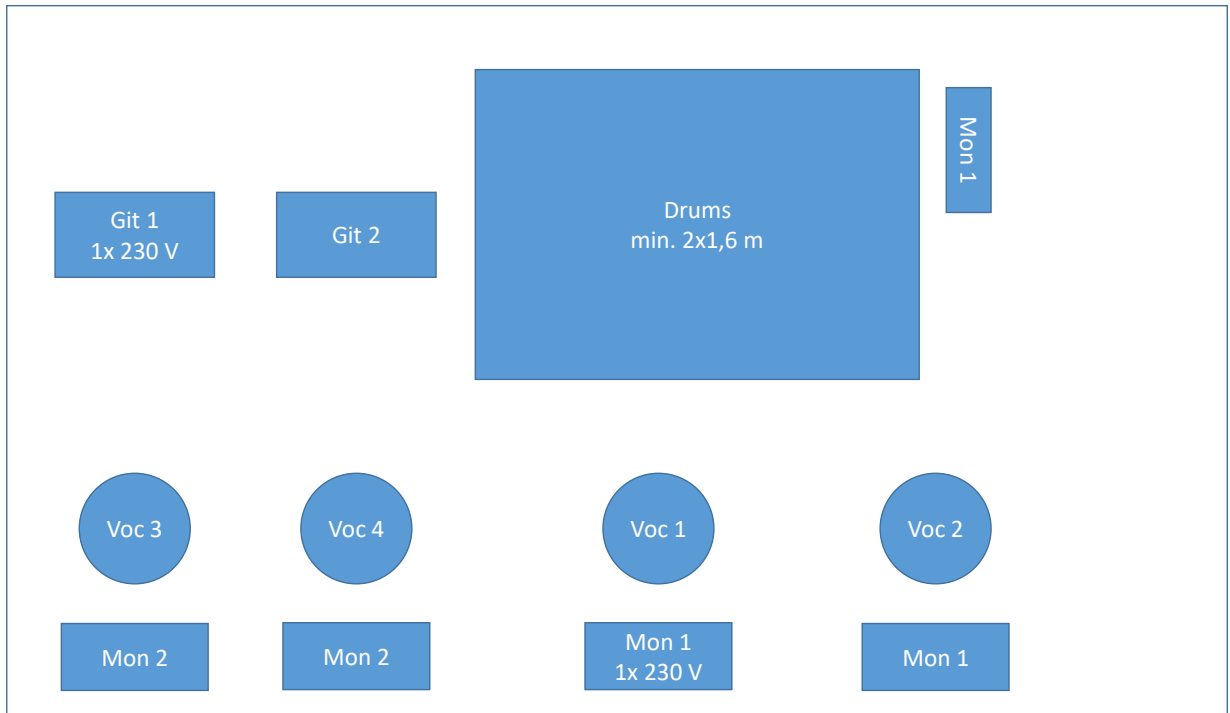 Mon 1
Git 1
1x 230 V
Git 2
Drums
min. 2x1,6 m
Voc 3
Voc 4
Voc 1
Voc 2
Mon 2
Mon 2
Mon 1
1x 230 V
Mon 1